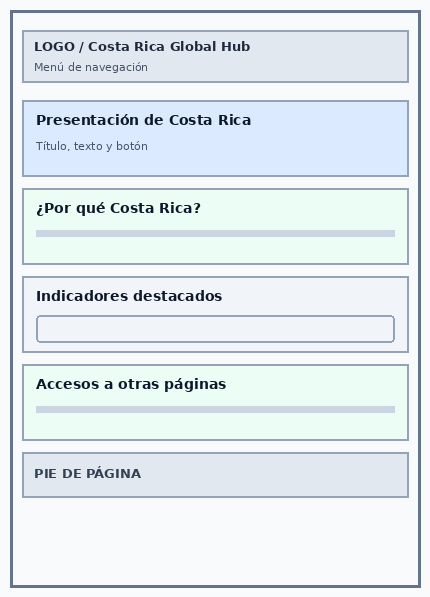 LOGO / Costa Rica Global Hub
Menú de navegación
Presentación de Costa Rica
Título, texto y botón
¿Por qué Costa Rica?
Indicadores destacados
Accesos a otras páginas
PIE DE PÁGINA